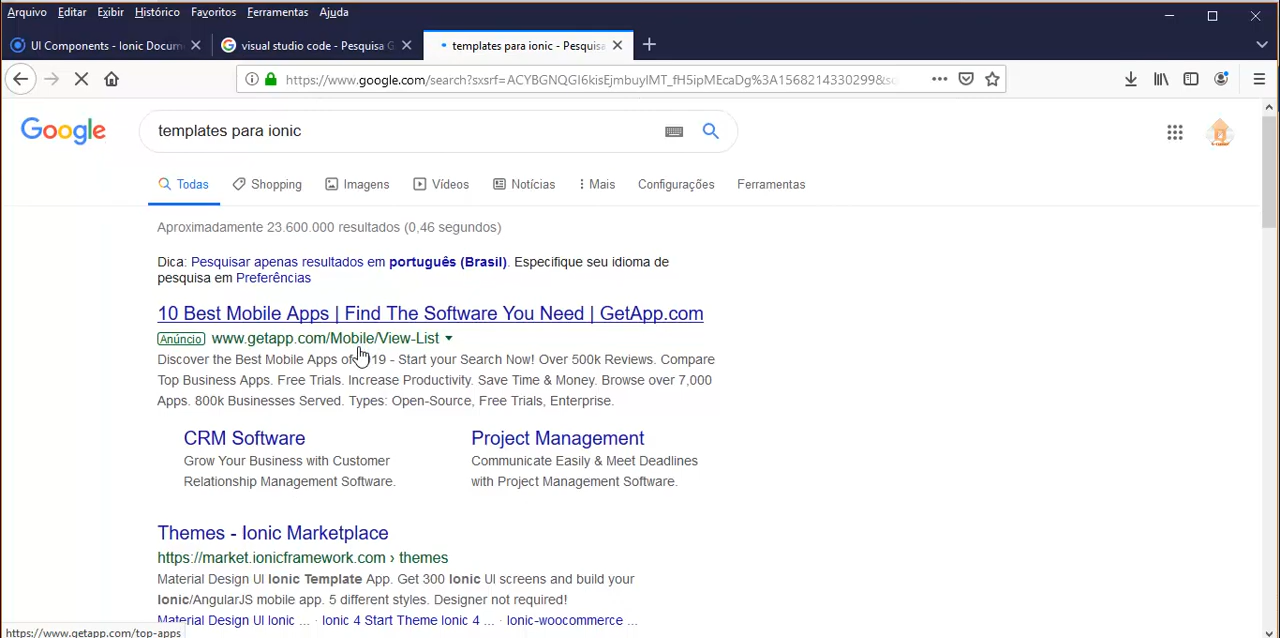 Arquivo Editar Exibir Histórico Favoritos Ferramentas Ajuda
UI Components - Ionic Docum
visual studio code - Pesquisa G
templates para ionic - Pesquisa
https://www.google.com/search?sxsrf=ACYBGNQGI6kisEjmbuyIMT_fH5ipMEcaDg%3A1568214330299&s
Google
templates para ionic
Todas Shopping Imagens Vídeos Notícias Mais Configurações Ferramentas
Aproximadamente 23.600.000 resultados (0,46 segundos)
Dica: Pesquisar apenas resultados em português (Brasil). Especifique seu idioma de
pesquisa em Preferências
10 Best Mobile Apps | Find The Software You Need | GetApp.com
Anúncio www.getapp.com/Mobile/View-List
Discover the Best Mobile Apps of 19 - Start your Search Now! Over 500k Reviews. Compare
Top Business Apps. Free Trials. Increase Productivity. Save Time & Money. Browse over 7,000
Apps. 800k Businesses Served. Types: Open-Source, Free Trials, Enterprise.
CRM Software
Grow Your Business with Customer
Relationship Management Software.
Project Management
Communicate Easily & Meet Deadlines
with Project Management Software.
Themes - Ionic Marketplace
https://market.ionicframework.com › themes
Material Design UI Ionic Template App. Get 300 Ionic UI screens and build your
Ionic/AngularJS mobile app. 5 different styles. Designer not required!
Material Design UI Ionic ... · Ionic 4 Start Theme Ionic 4 ... · Ionic-woocommerce ...
https://www.getapp.com/top-apps